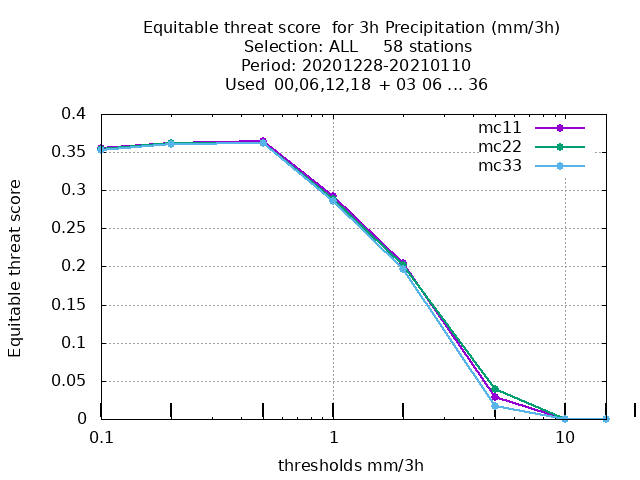 Equitable threat score  for 3h Precipitation (mm/3h)
Selection: ALL     58 stations
Period: 20201228-20210110
Used  00,06,12,18  + 03 06 ... 36
mc11
mc22
mc33
0.4
0.35
0.3
0.25
0.2
0.15
0.1
0.05
0
Equitable threat score
0.1 1 10
thresholds mm/3h